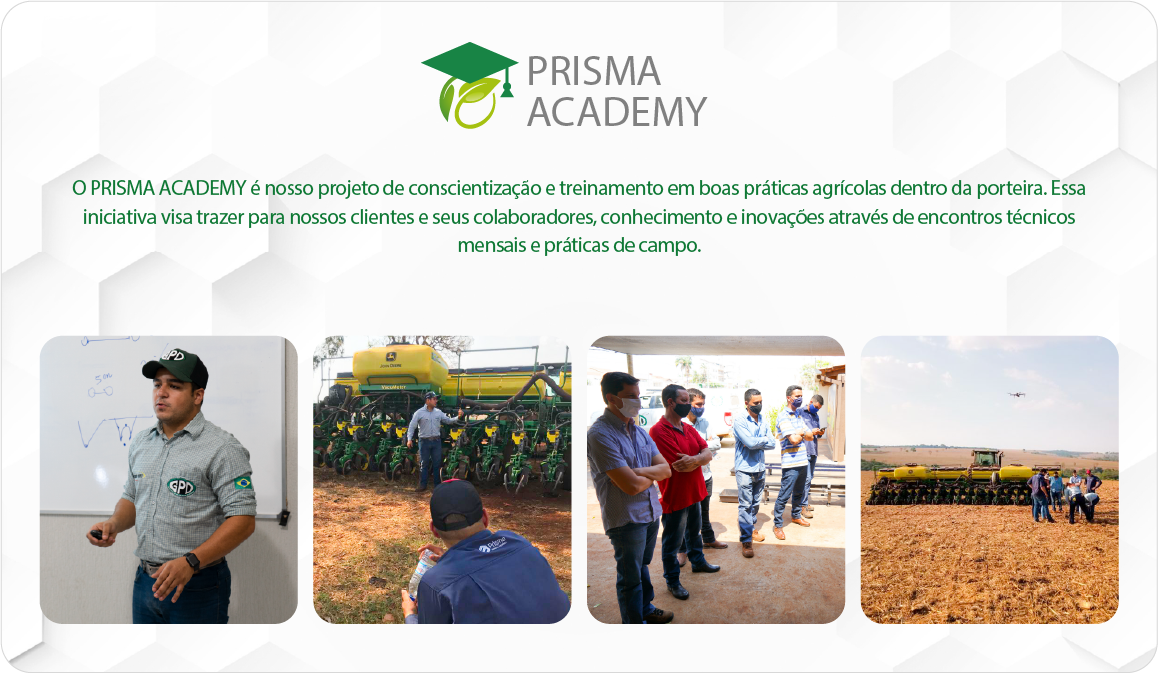 PRISMA
ACADEMY
O PRISMA ACADEMY é nosso projeto de conscientização e treinamento em boas práticas agrícolas dentro da porteira. Essa
iniciativa visa trazer para nossos clientes e seus colaboradores, conhecimento e inovações através de encontros técnicos
mensais e práticas de campo.
GPD
GPD
JOHN DEERE